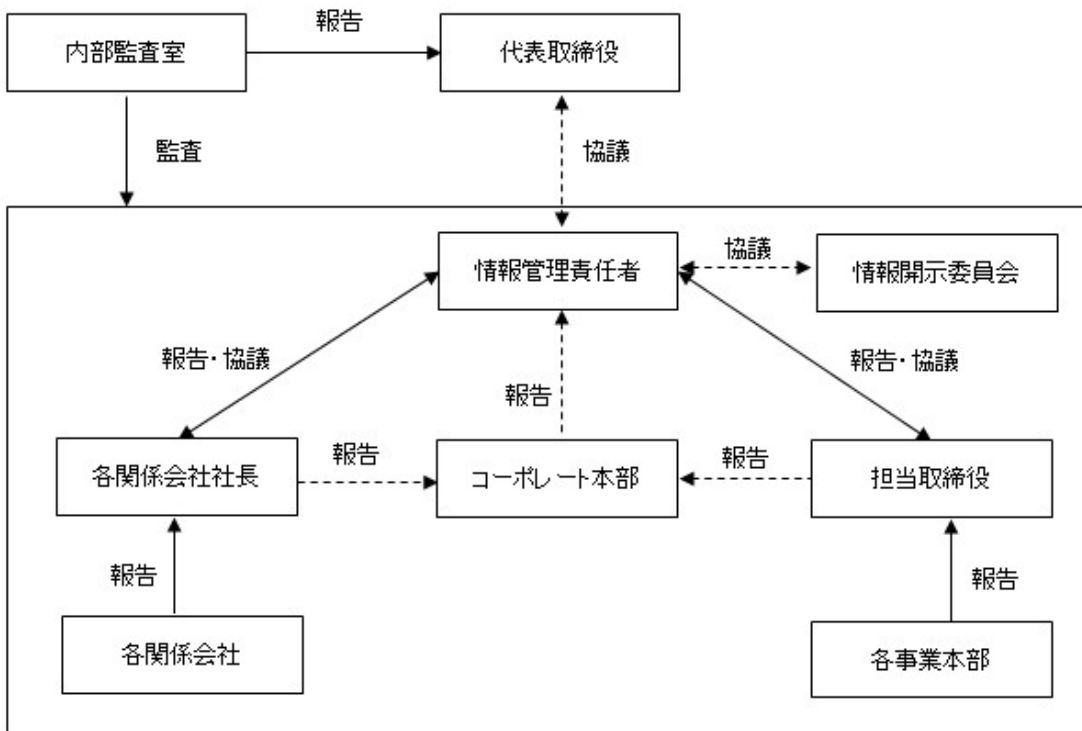 報告
内部監査室
代表取締役
監査
協議
情報管理責任者
協議
情報開示委員会
報告・協議
報告・協議
報告
各関係会社社長
報告
コーポレート本部
報告
担当取締役
報告
報告
各関係会社
各事業本部